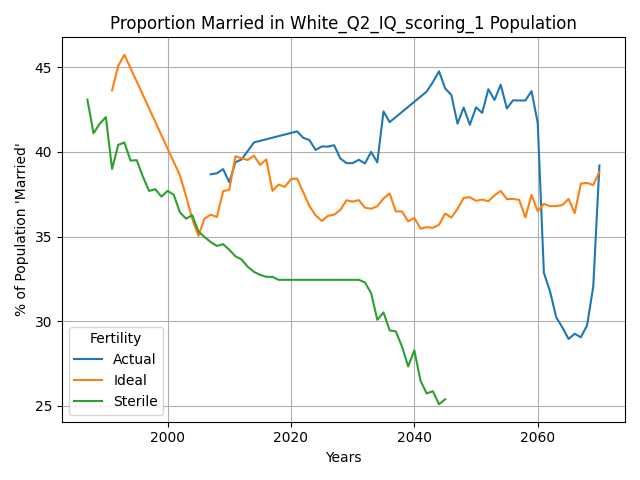 Proportion Married in White_Q2_IQ_scoring_1 Population
% of Population 'Married'
45
40
35
30
25
Fertility
Actual
Ideal
Sterile
2000
2020
2040
2060
Years